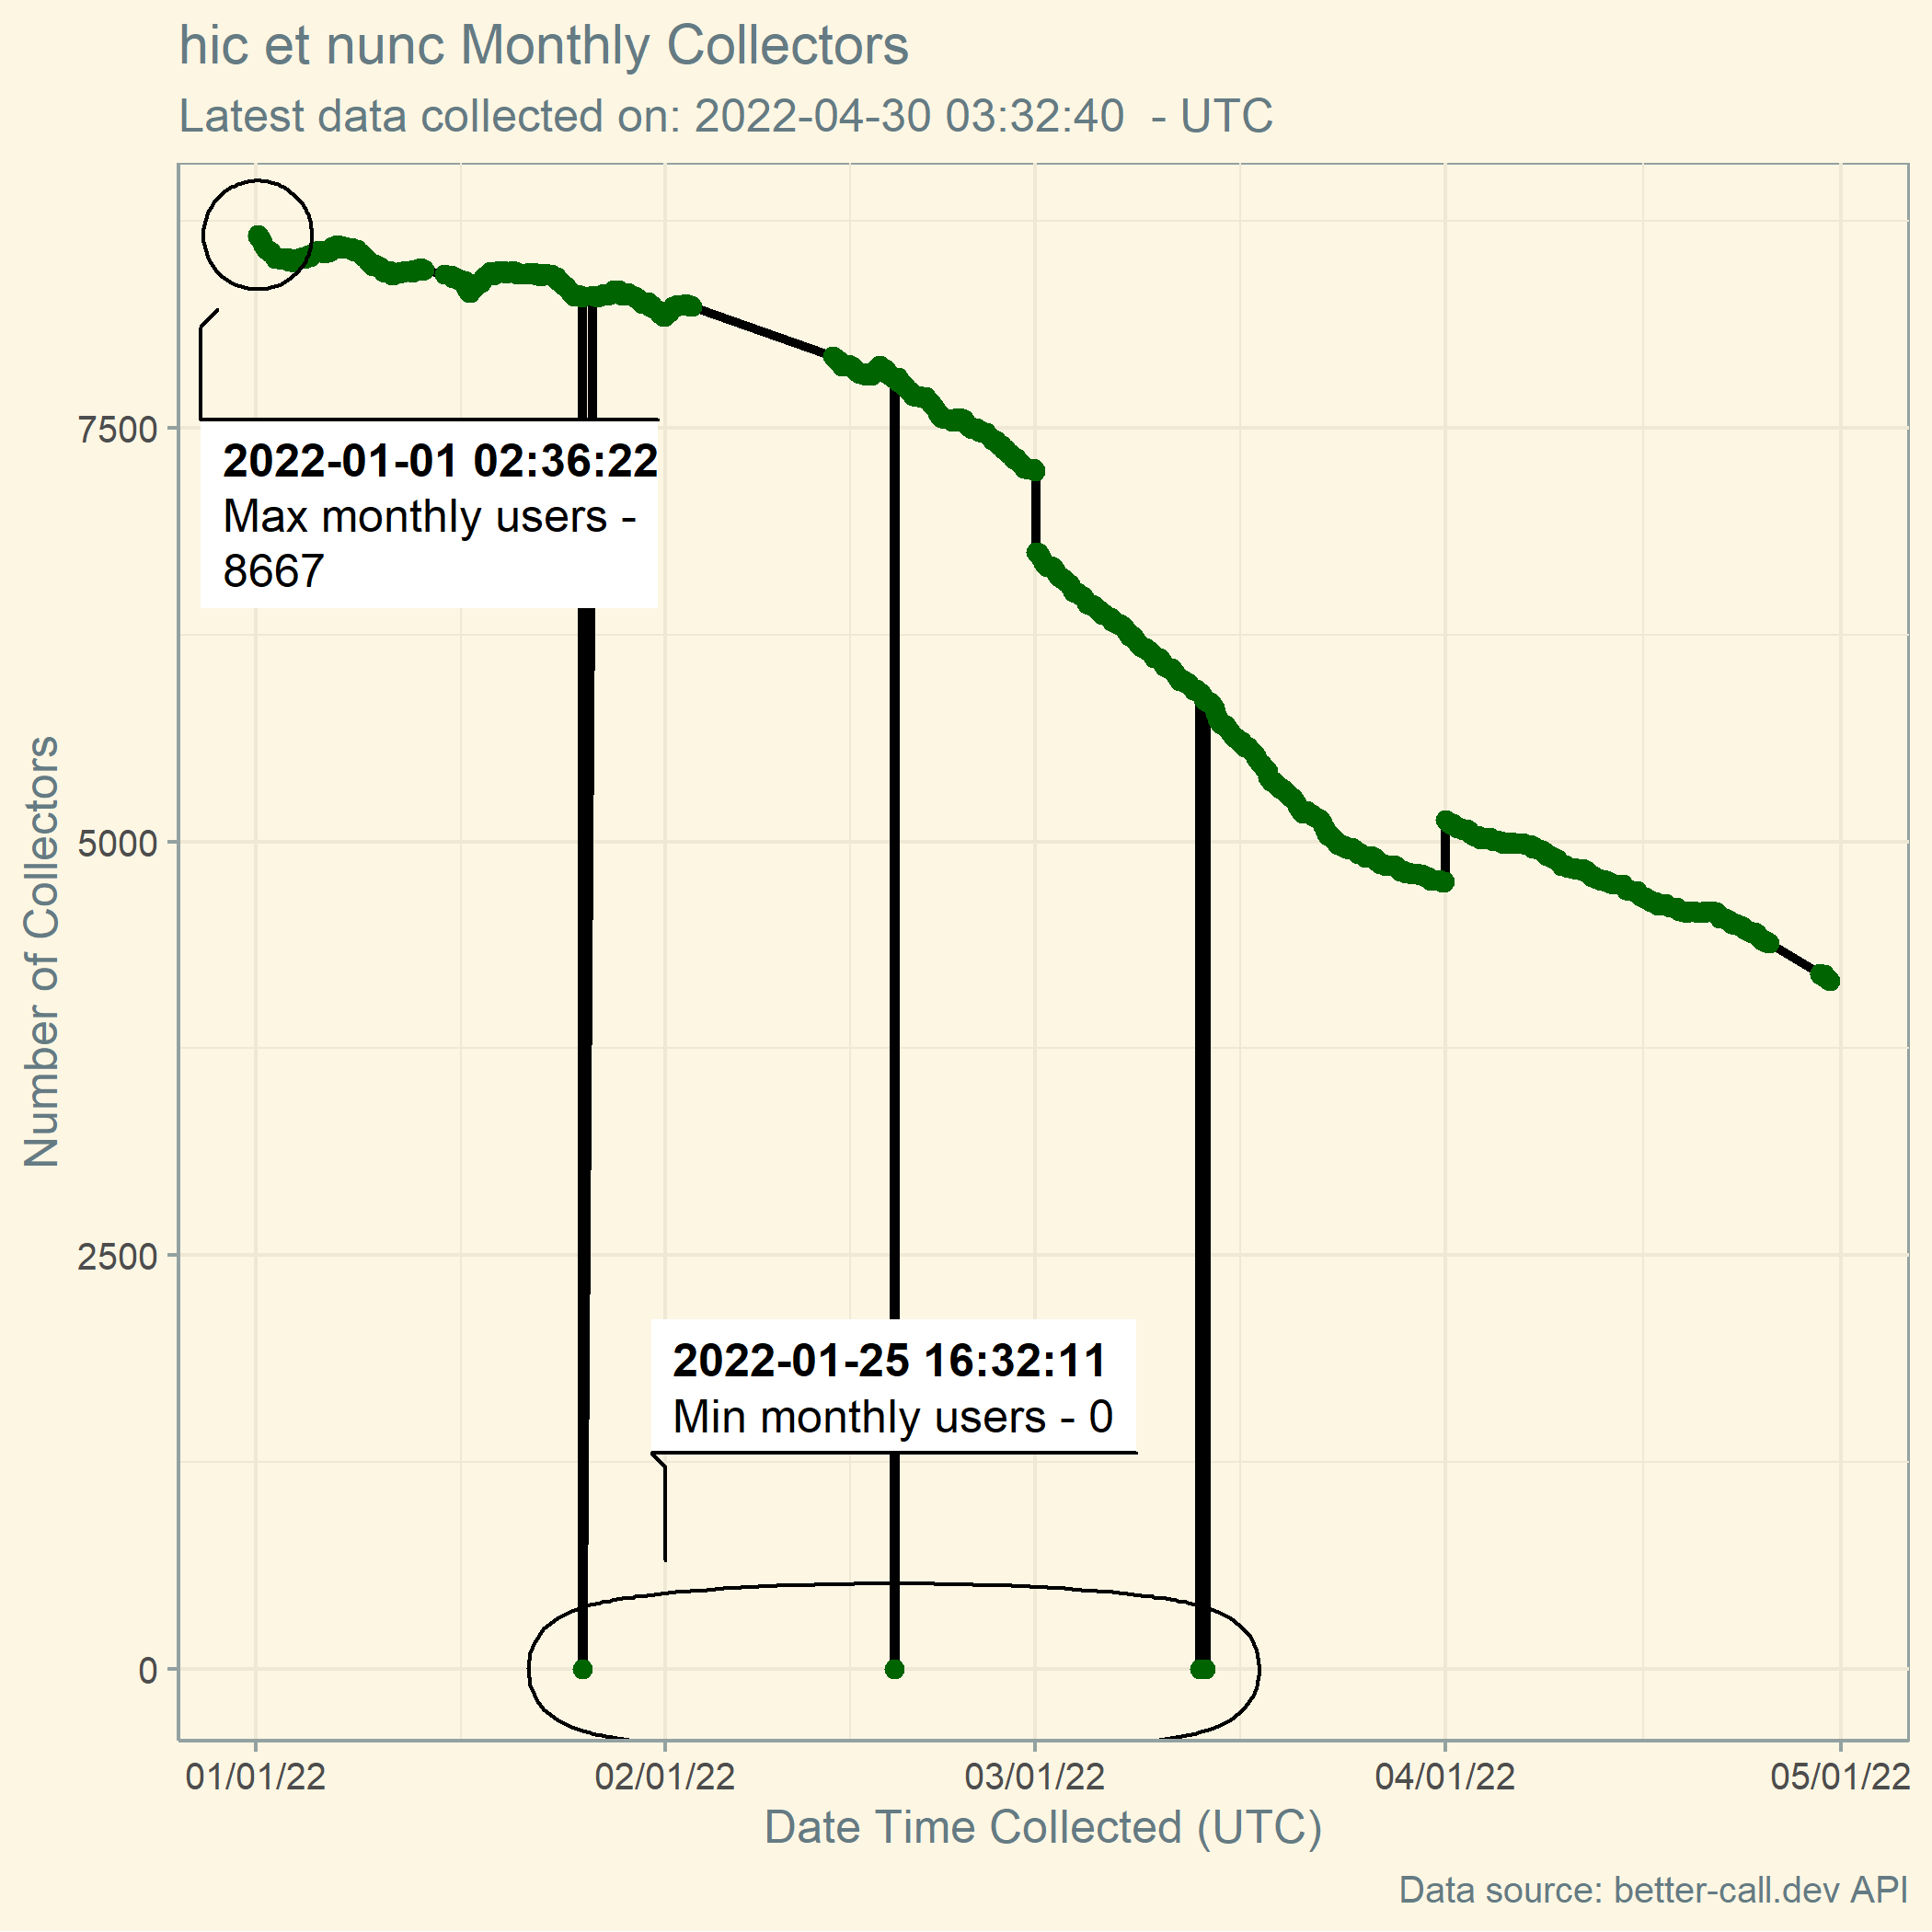 hic et nunc Monthly Collectors
Latest data collected on: 2022-04-30 03:32:40  - UTC
Number of Collectors
7500
5000
2500
0
2022-01-01 02:36:22
Max monthly users -
8667
2022-01-25 16:32:11
Min monthly users - 0
01/01/22
02/01/22
03/01/22
04/01/22
05/01/22
Date Time Collected (UTC)
Data source: better-call.dev API